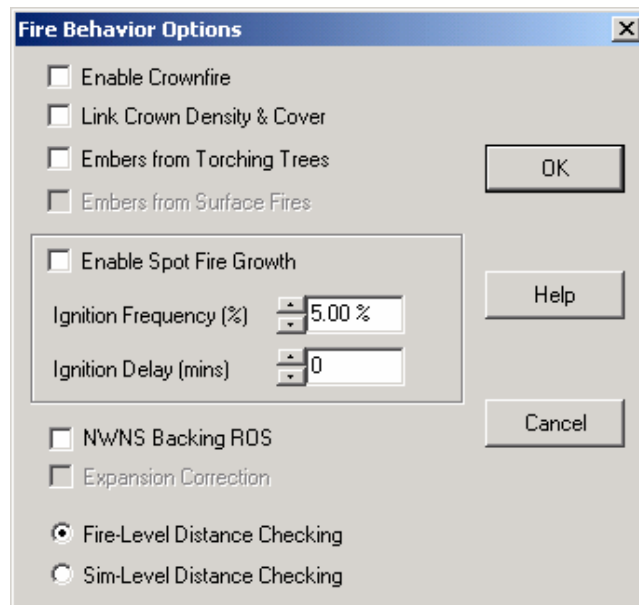 Fire Behavior Options
Enable Crownfire
Link Crown Density & Cover
Embers from Torching Trees
OK
Embers from Surface Fires
Enable Spot Fire Growth
Help
Ignition Frequency (%) 5.00 %
Ignition Delay (mins) 0
Cancel
NWNS Backing ROS
Expansion Correction
Fire-Level Distance Checking
Sim-Level Distance Checking